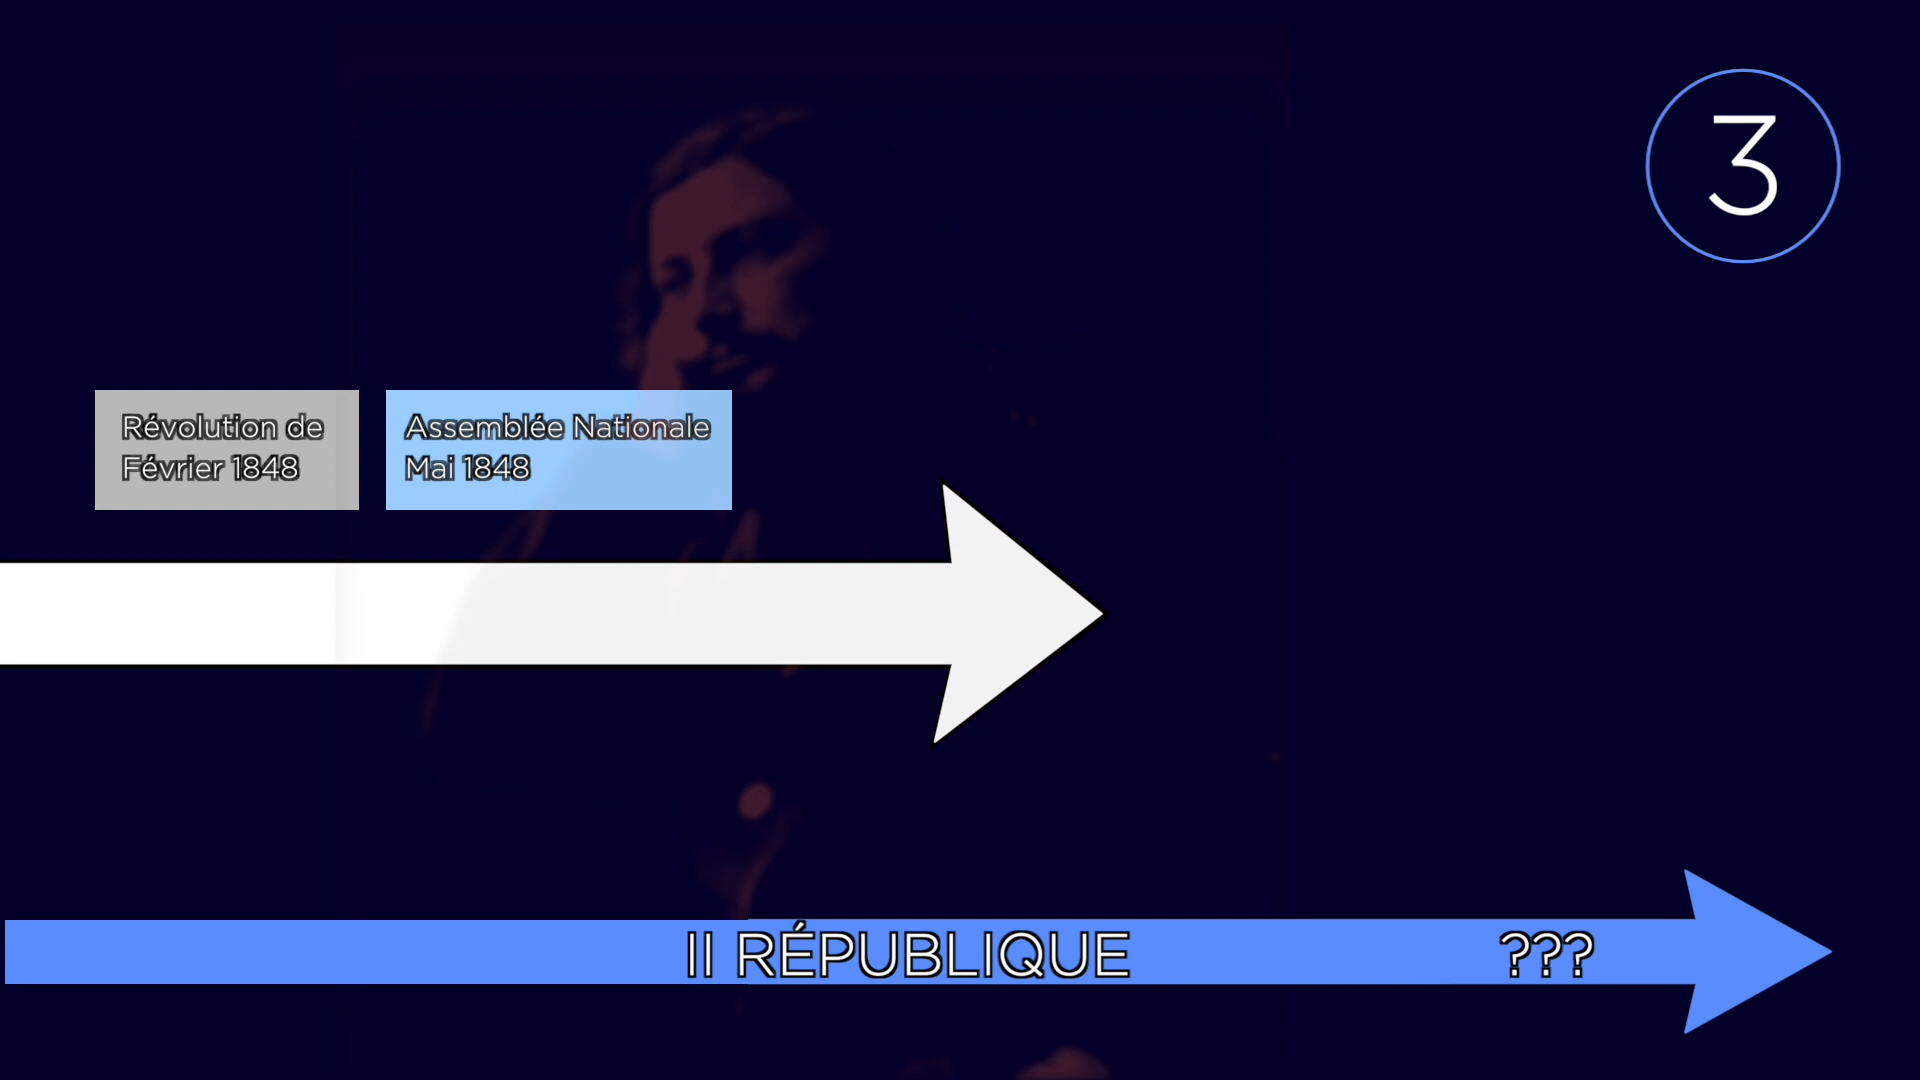 3
Révolution de
Février 1848
Assemblée Nationale
Mai 1848
II RÉPUBLIQUE
???